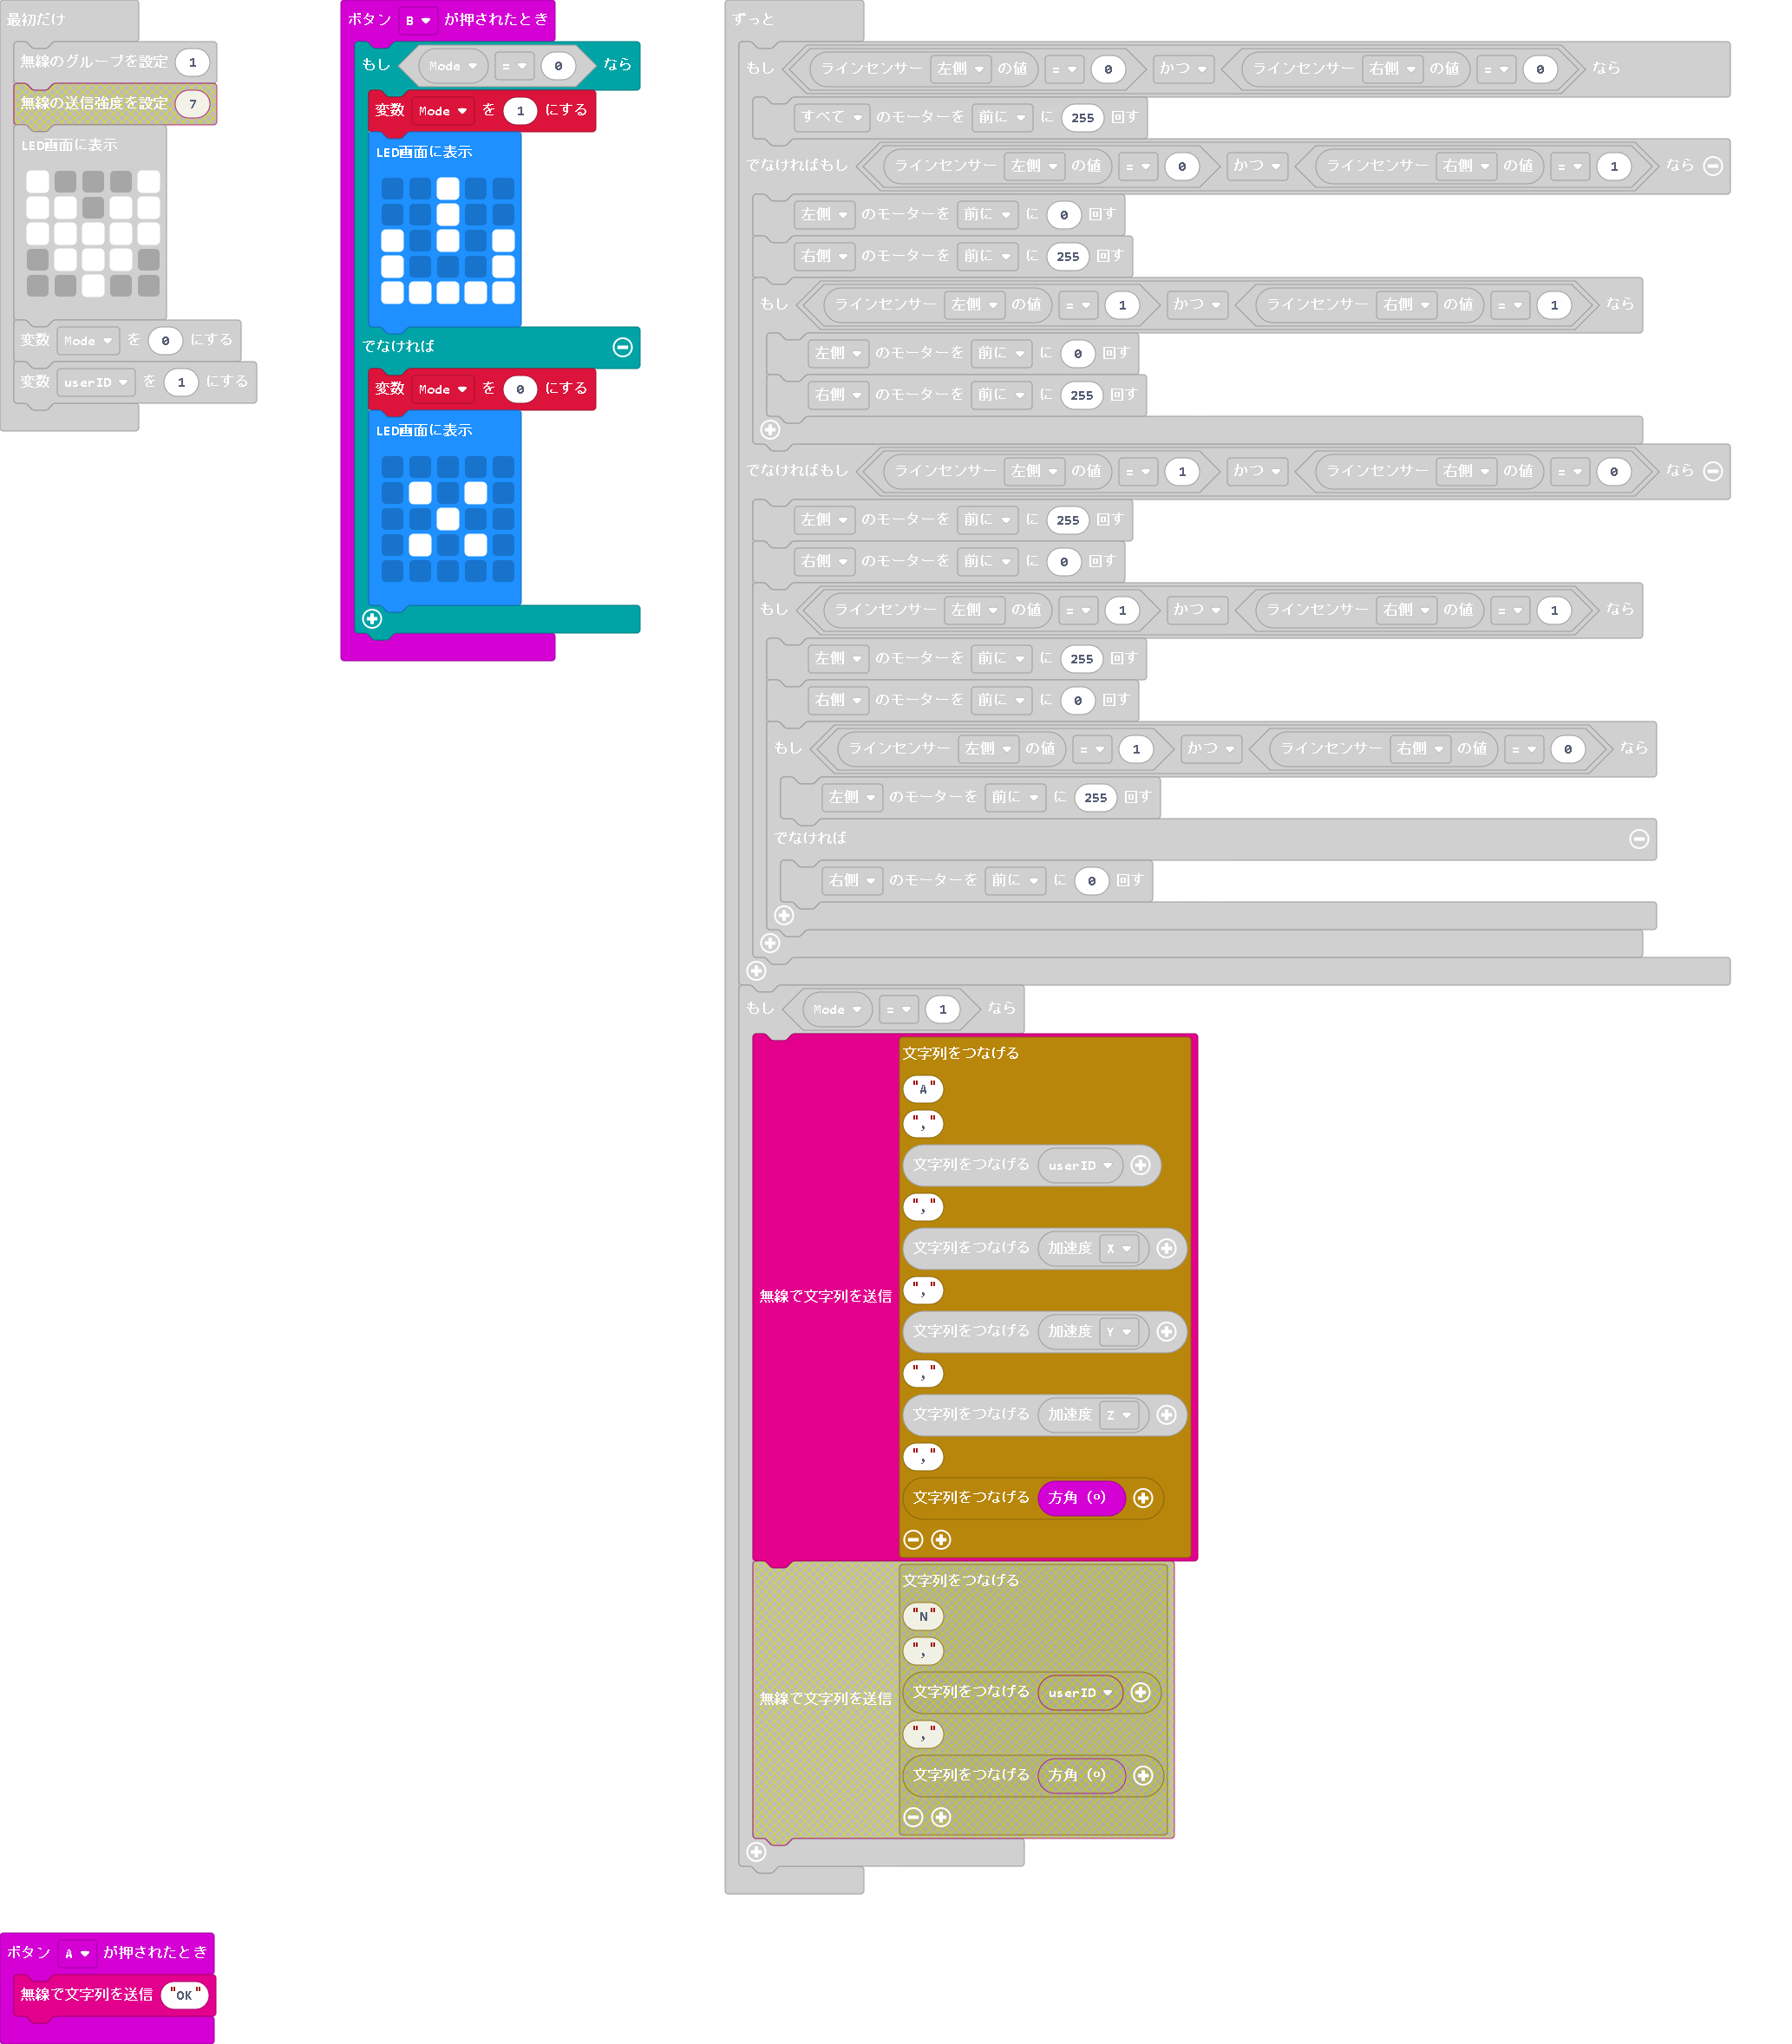 最初だけ
無線のグループを設定 1
無線の送信強度を設定 7
LED画面に表示
変数 Mode を 0 にする
変数 userID を 1 にする
ボタン B が押されたとき
もし Mode = 0 なら
変数 Mode を 1 にする
LED画面に表示
でなければ
変数 Mode を 0 にする
LED画面に表示
ずっと
もし ラインセンサー 左側 の値 = 0 かつ ラインセンサー 右側 の値 = 0 なら
すべて のモーターを 前に に 255 回す
でなければもし ラインセンサー 左側 の値 = 0 かつ ラインセンサー 右側 の値 = 1 なら
左側 のモーターを 前に に 0 回す
右側 のモーターを 前に に 255 回す
もし ラインセンサー 左側 の値 = 1 かつ ラインセンサー 右側 の値 = 1 なら
左側 のモーターを 前に に 0 回す
右側 のモーターを 前に に 255 回す
でなければもし ラインセンサー 左側 の値 = 1 かつ ラインセンサー 右側 の値 = 0 なら
左側 のモーターを 前に に 255 回す
右側 のモーターを 前に に 0 回す
もし ラインセンサー 左側 の値 = 1 かつ ラインセンサー 右側 の値 = 1 なら
左側 のモーターを 前に に 255 回す
右側 のモーターを 前に に 0 回す
もし ラインセンサー 左側 の値 = 1 かつ ラインセンサー 右側 の値 = 0 なら
左側 のモーターを 前に に 255 回す
でなければ
右側 のモーターを 前に に 0 回す
もし Mode = 1 なら
無線で文字列を送信
文字列をつなげる
"A"
","
文字列をつなげる userID
","
文字列をつなげる 加速度 X
","
文字列をつなげる 加速度 Y
","
文字列をつなげる 加速度 Z
","
文字列をつなげる 方角 (°)
無線で文字列を送信
文字列をつなげる
"N"
","
文字列をつなげる userID
","
文字列をつなげる 方角 (°)
ボタン A が押されたとき
無線で文字列を送信 "OK"